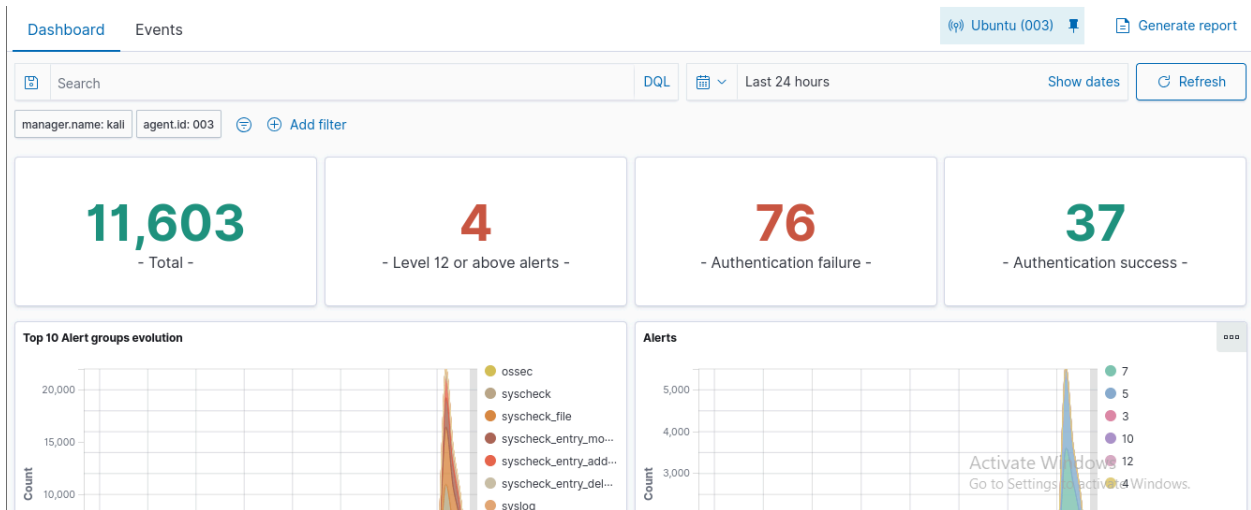 Dashboard Events Ubuntu (003) Generate report
Search DQL Last 24 hours Show dates Refresh
manager.name: kali agent.id: 003 Add filter
11,603 4 76 37
- Total - - Level 12 or above alerts - - Authentication failure - - Authentication success -
Top 10 Alert groups evolution
20,000
15,000
10,000
Count
ossec
syscheck
syscheck_file
syscheck_entry_mo...
syscheck_entry_add...
syscheck_entry_del...
syslog
Alerts
5,000
4,000
3,000
Count
7
5
3
10
12
4
Activate Windows
Go to Settings to activate Windows.